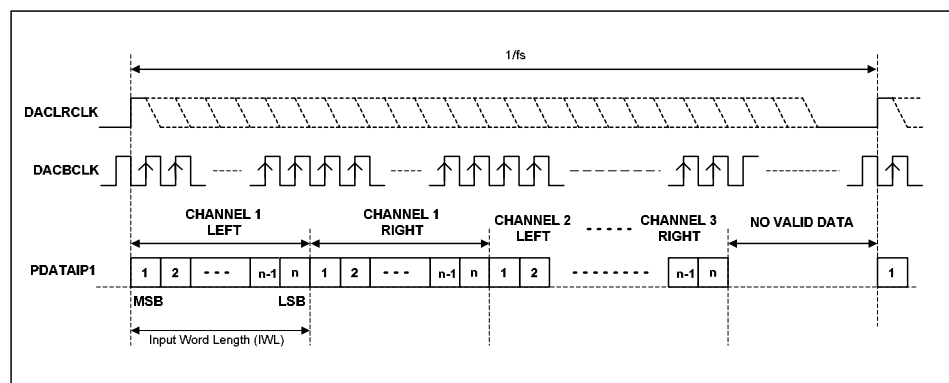 1/fs
DACLRCLK
DACBCLK
CHANNEL 1
LEFT
CHANNEL 1
RIGHT
CHANNEL 2
LEFT
CHANNEL 3
RIGHT
NO VALID DATA
PDATAIP1
1 2 n-1 n 1 2 n-1 n 1 2 n-1 n 1
MSB LSB
Input Word Length (IWL)